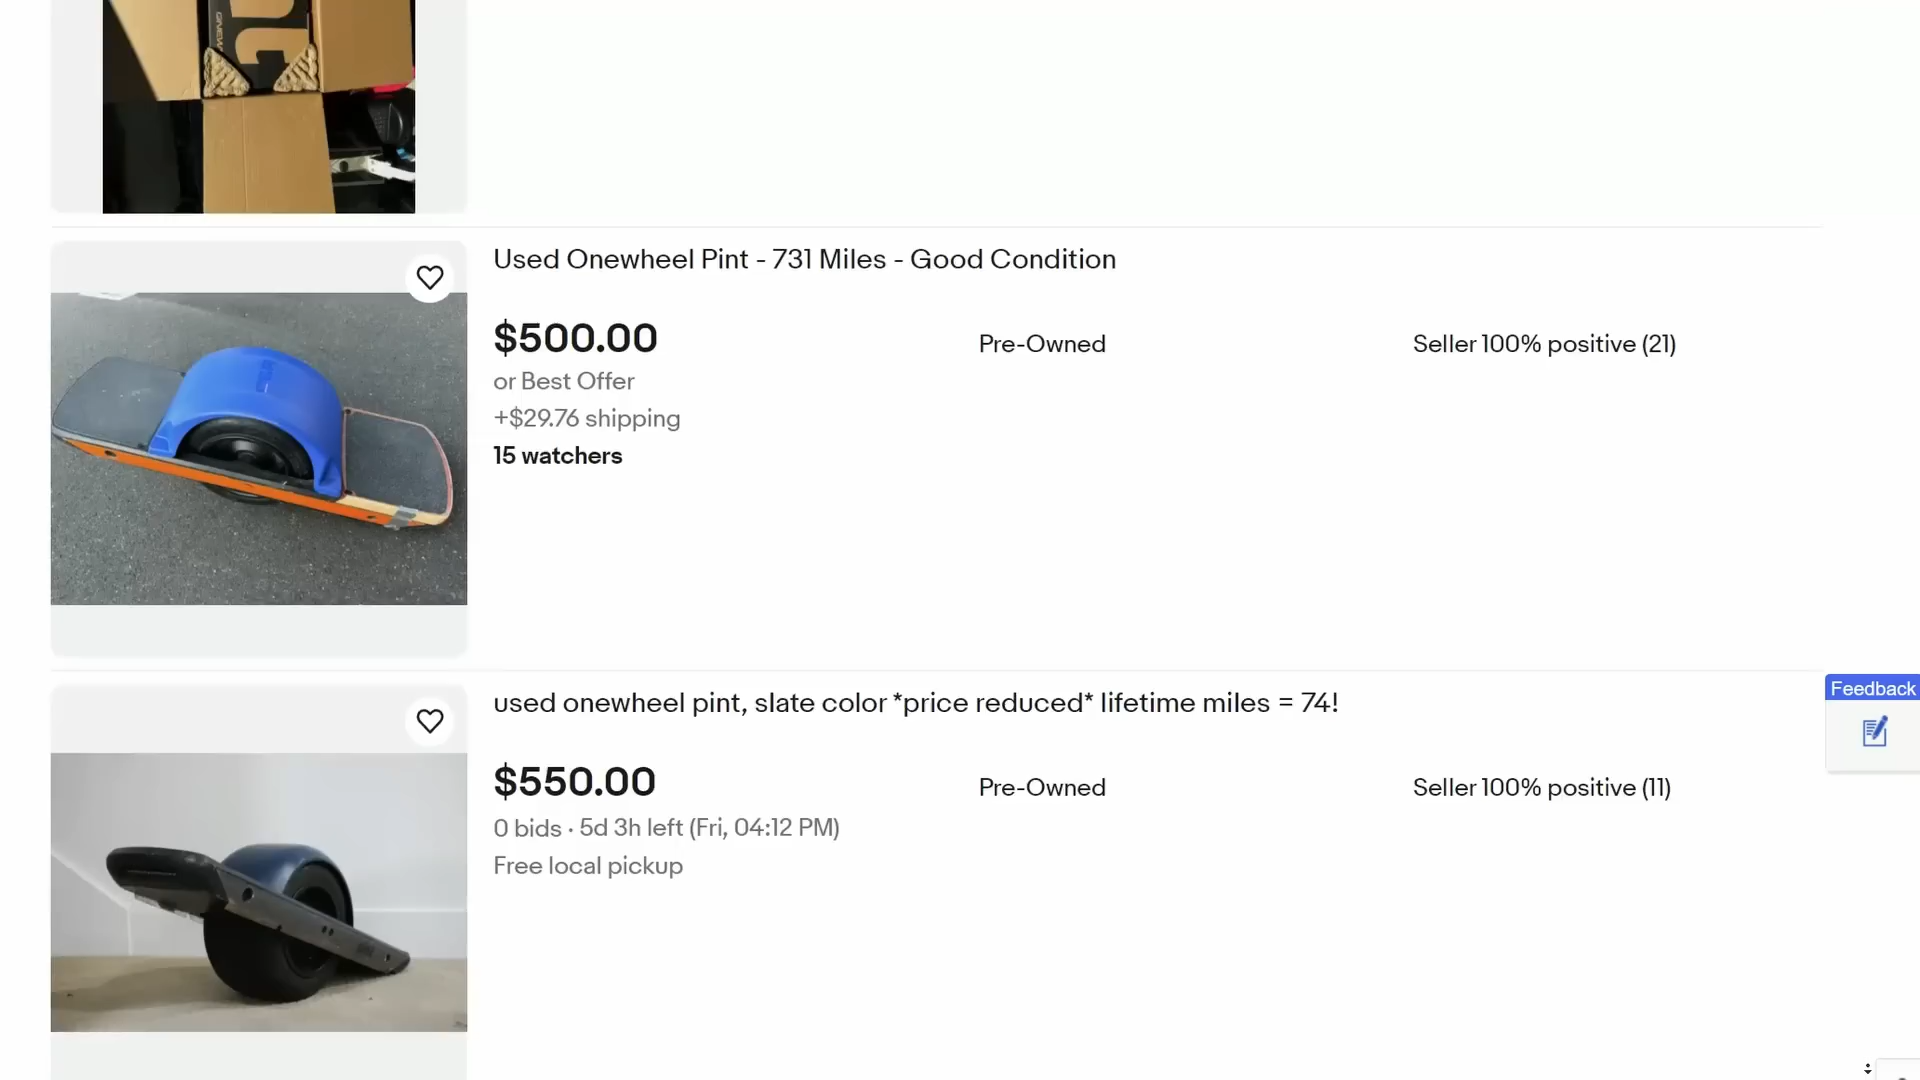 Used Onewheel Pint - 731 Miles - Good Condition
$500.00
Pre-Owned
Seller 100% positive (21)
or Best Offer
+$29.76 shipping
15 watchers
used onewheel pint, slate color *price reduced* lifetime miles = 74!
Feedback
$550.00
Pre-Owned
Seller 100% positive (11)
0 bids · 5d 3h left (Fri, 04:12 PM)
Free local pickup